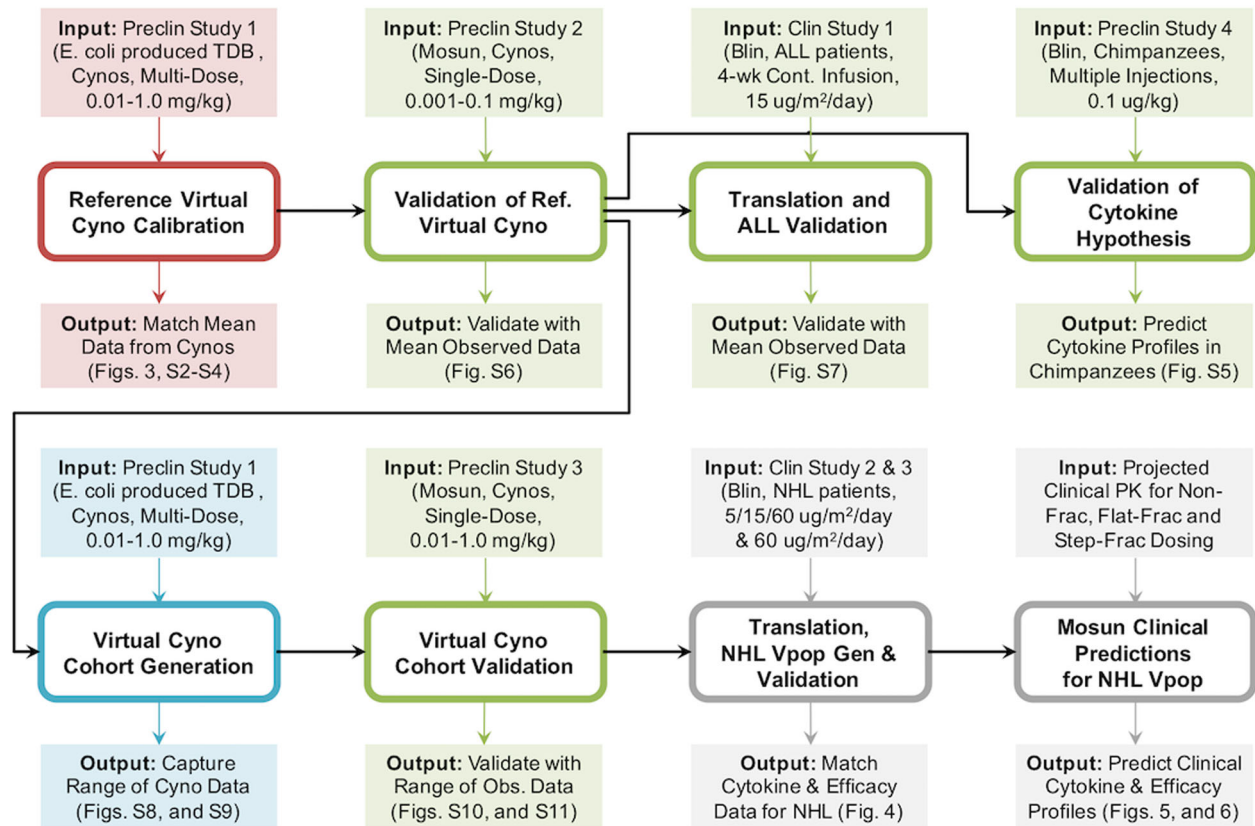 Input: Preclin Study 1
(E. coli produced TDB ,
Cynos, Multi-Dose,
0.01-1.0 mg/kg)
Input: Preclin Study 2
(Mosun, Cynos,
Single-Dose,
0.001-0.1 mg/kg)
Input: Clin Study 1
(Blin, ALL patients,
4-wk Cont. Infusion,
15 ug/m²/day)
Input: Preclin Study 4
(Blin, Chimpanzees,
Multiple Injections,
0.1 ug/kg)
Reference Virtual
Cyno Calibration
Validation of Ref.
Virtual Cyno
Translation and
ALL Validation
Validation of
Cytokine
Hypothesis
Output: Match Mean
Data from Cynos
(Figs. 3, S2-S4)
Output: Validate with
Mean Observed Data
(Fig. S6)
Output: Validate with
Mean Observed Data
(Fig. S7)
Output: Predict
Cytokine Profiles in
Chimpanzees (Fig. S5)
Input: Preclin Study 1
(E. coli produced TDB ,
Cynos, Multi-Dose,
0.01-1.0 mg/kg)
Input: Preclin Study 3
(Mosun, Cynos,
Single-Dose,
0.01-1.0 mg/kg)
Input: Clin Study 2 & 3
(Blin, NHL patients,
5/15/60 ug/m²/day
& 60 ug/m²/day)
Input: Projected
Clinical PK for Non-
Frac, Flat-Frac and
Step-Frac Dosing
Virtual Cyno
Cohort Generation
Virtual Cyno
Cohort Validation
Translation,
NHL Vpop Gen &
Validation
Mosun Clinical
Predictions
for NHL Vpop
Output: Capture
Range of Cyno Data
(Figs. S8, and S9)
Output: Validate with
Range of Obs. Data
(Figs. S10, and S11)
Output: Match
Cytokine & Efficacy
Data for NHL (Fig. 4)
Output: Predict Clinical
Cytokine & Efficacy
Profiles (Figs. 5, and 6)